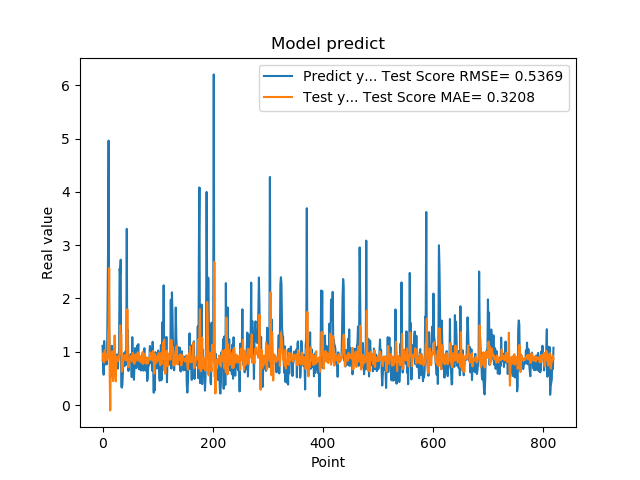 Model predict
Predict y... Test Score RMSE= 0.5369
Test y... Test Score MAE= 0.3208
Real value
6
5
4
3
2
1
0
0 200 400 600 800
Point